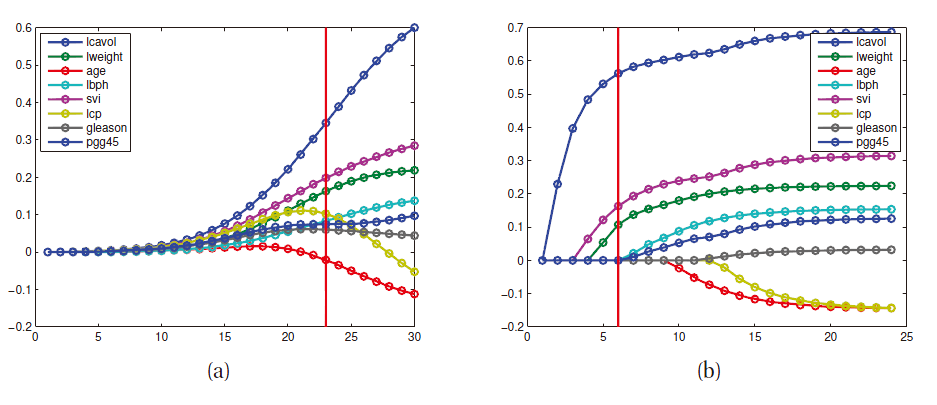 0.6
0.5
0.4
0.3
0.2
0.1
0
−0.1
−0.2
0 5 10 15 20 25 30
lcavol
lweight
age
lbph
svi
lcp
gleason
pgg45
(a)
0.7
0.6
0.5
0.4
0.3
0.2
0.1
0
−0.1
−0.2
0 5 10 15 20 25
lcavol
lweight
age
lbph
svi
lcp
gleason
pgg45
(b)